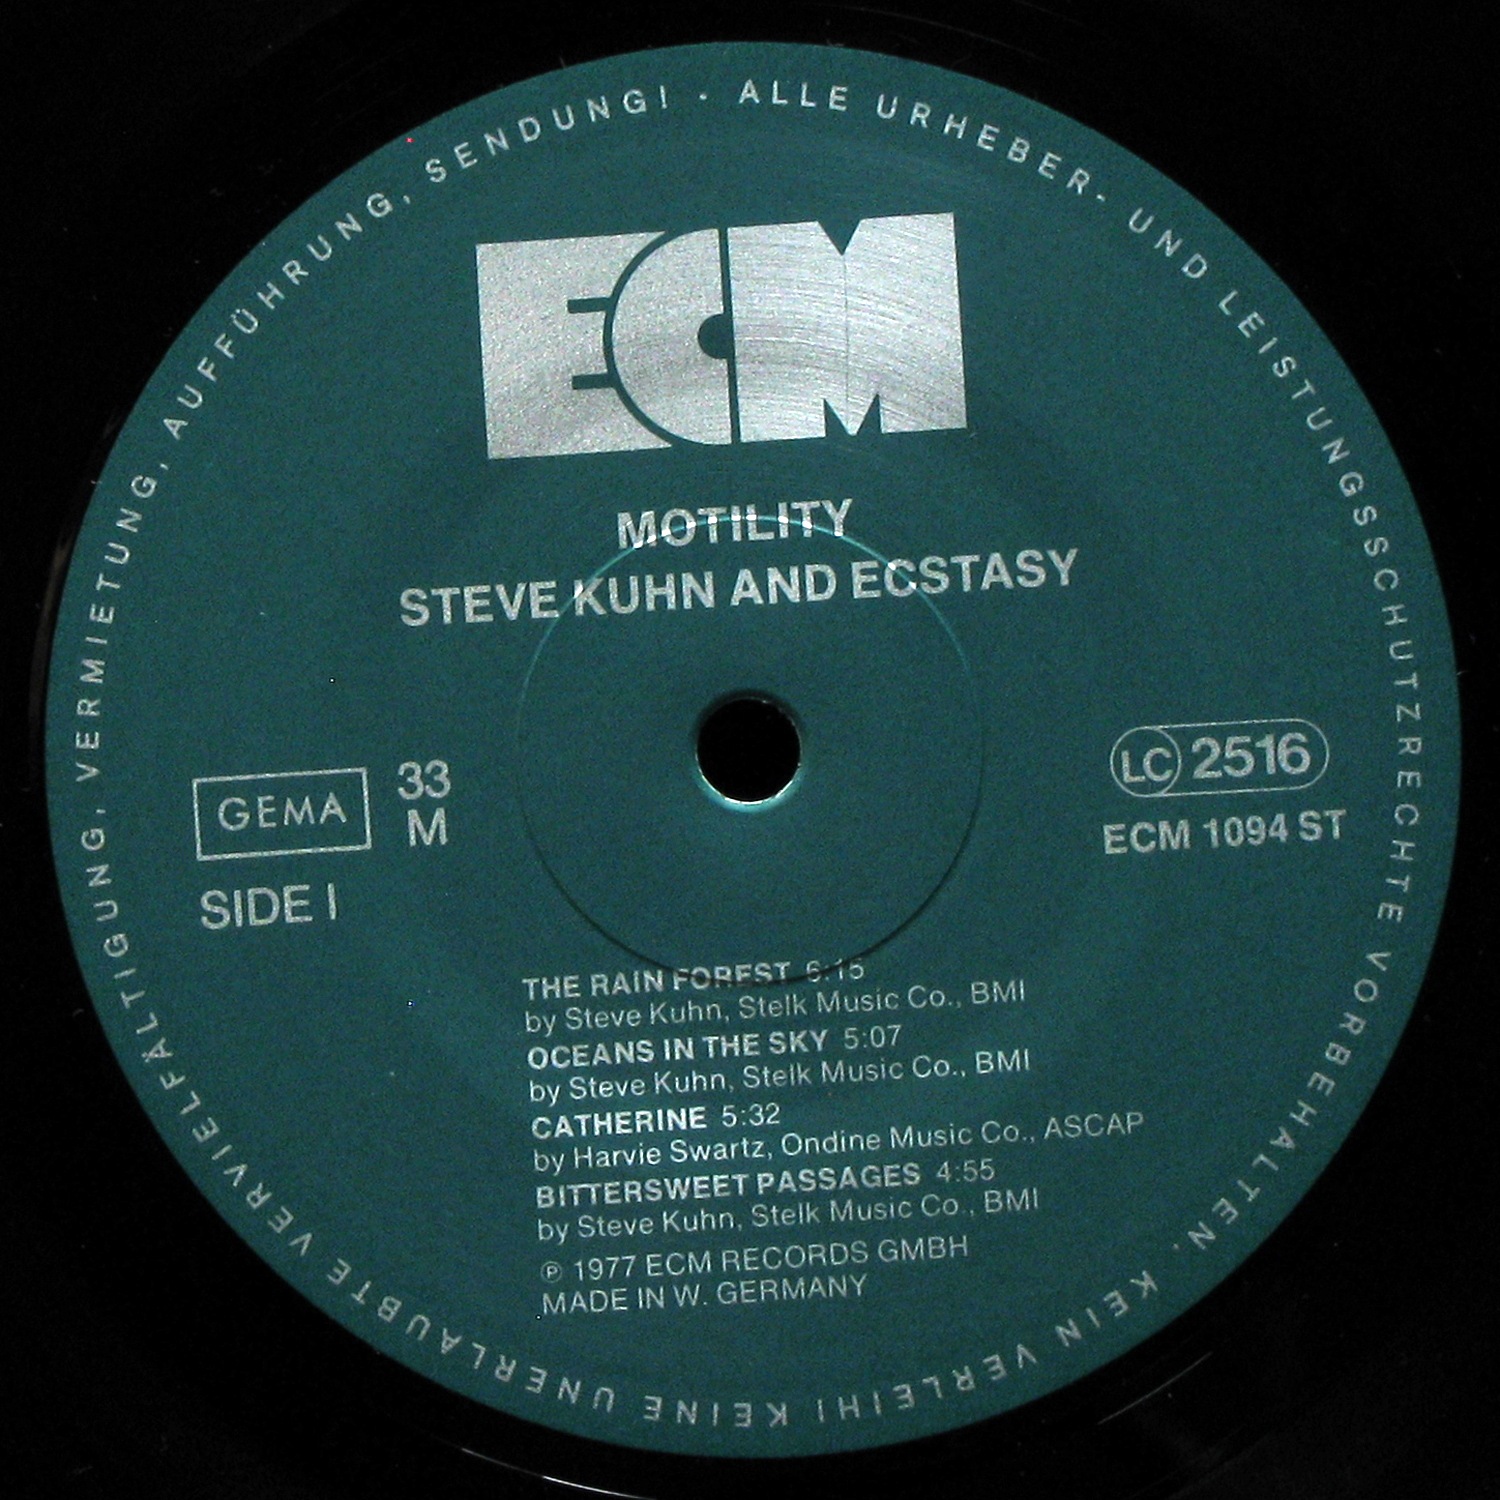 ALLE URHEBER- UND LEISTUNGSSCHUTZRECHTE VORBEHALTEN. KEIN VERLEIH! KEINE UNERLAUBTE VERVIELFÄLTIGUNG, VERMIETUNG, AUFFÜHRUNG, SENDUNG! ·
ECM
MOTILITY
STEVE KUHN AND ECSTASY
GEMA
33
M
SIDE I
LC 2516
ECM 1094 ST
THE RAIN FOREST 6:15
by Steve Kuhn, Stelk Music Co., BMI
OCEANS IN THE SKY 5:07
by Steve Kuhn, Stelk Music Co., BMI
CATHERINE 5:32
by Harvie Swartz, Ondine Music Co., ASCAP
BITTERSWEET PASSAGES 4:55
by Steve Kuhn, Stelk Music Co., BMI
℗ 1977 ECM RECORDS GMBH
MADE IN W. GERMANY